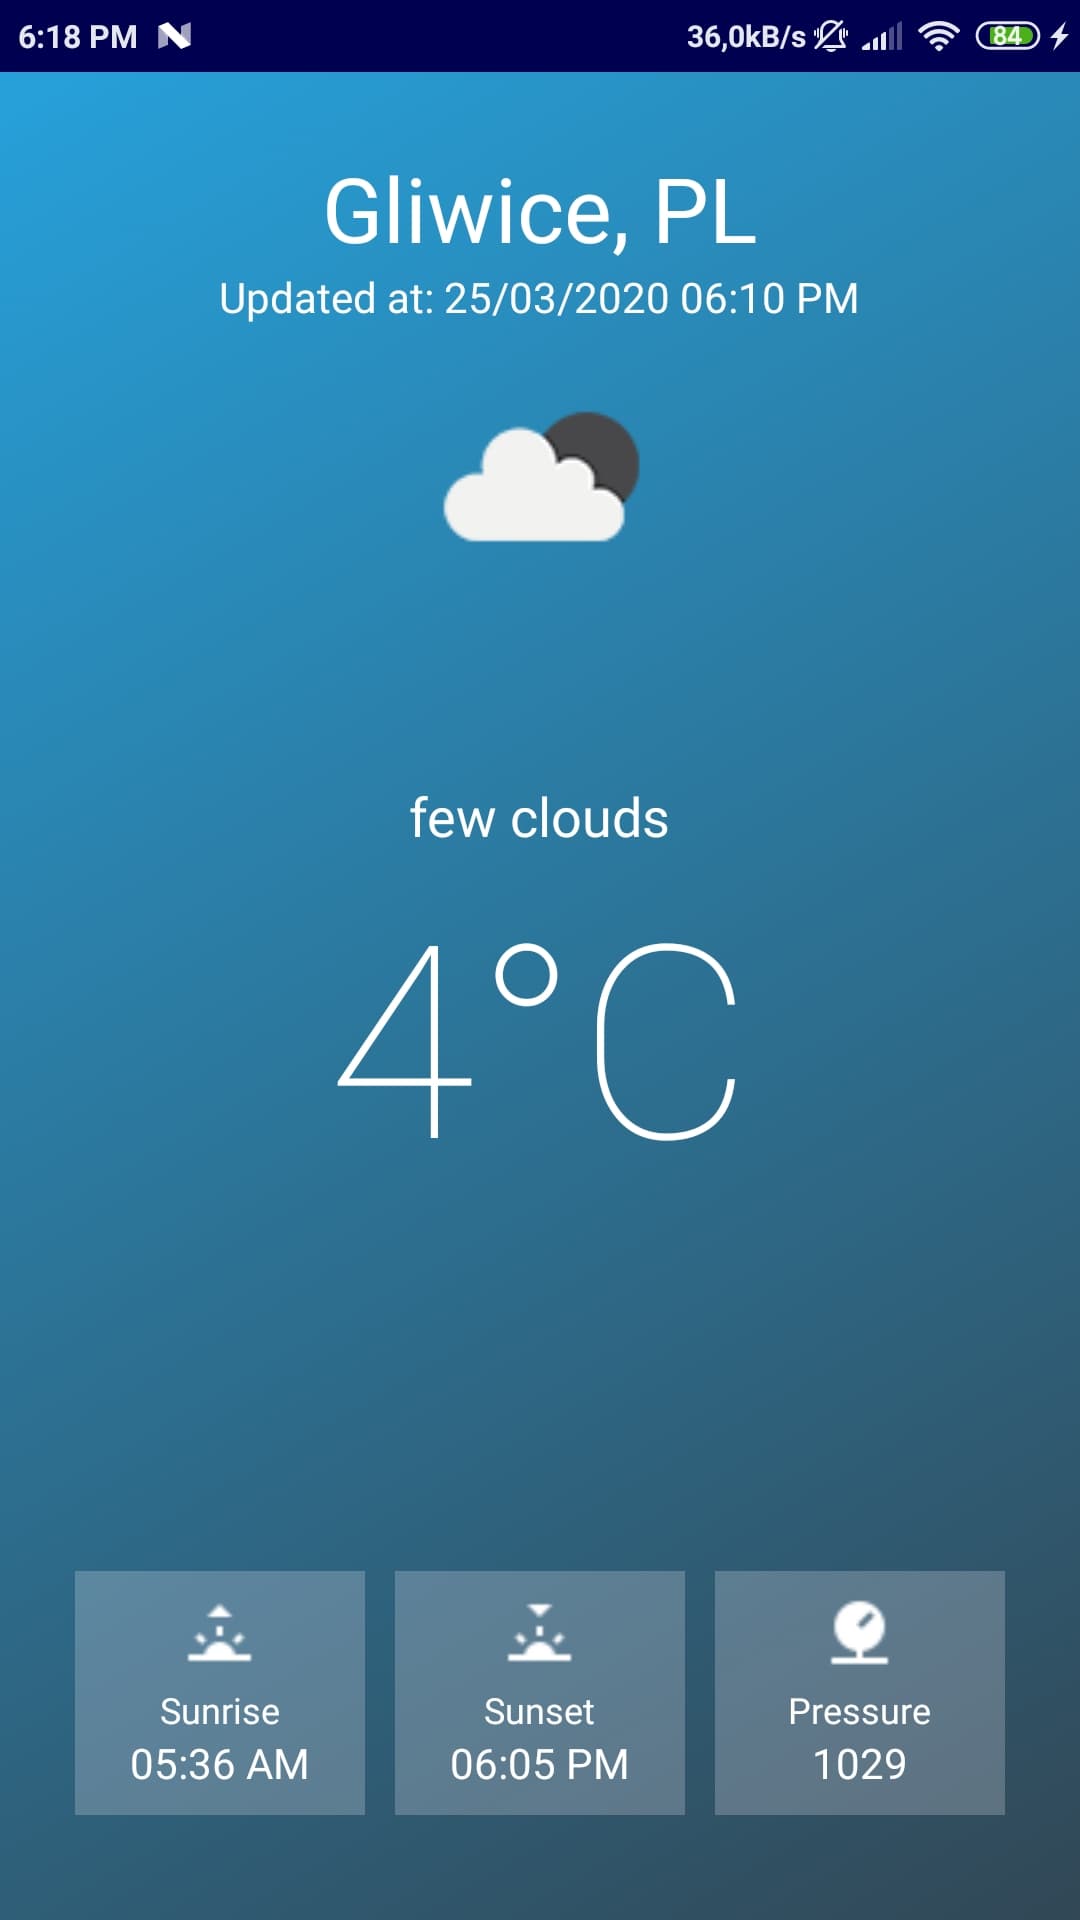 6:18 PM
36,0kB/s
84
Gliwice, PL
Updated at: 25/03/2020 06:10 PM
few clouds
4°C
Sunrise
05:36 AM
Sunset
06:05 PM
Pressure
1029